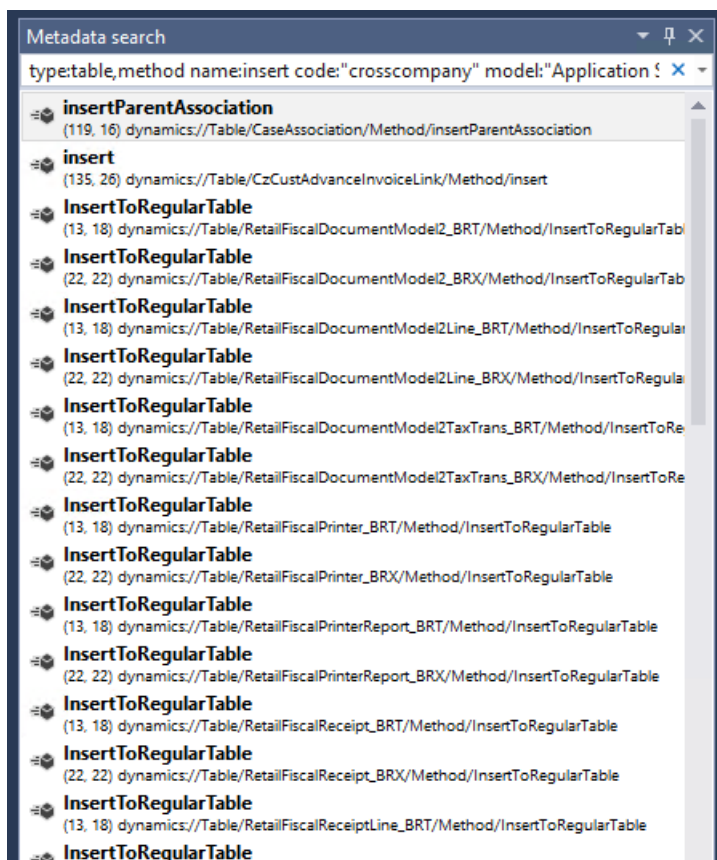 Metadata search
type:table,method name:insert code:"crosscompany" model:"Application
insertParentAssociation
(119, 16) dynamics://Table/CaseAssociation/Method/insertParentAssociation
insert
(135, 26) dynamics://Table/CzCustAdvanceInvoiceLink/Method/insert
InsertToRegularTable
(13, 18) dynamics://Table/RetailFiscalDocumentModel2_BRT/Method/InsertToRegularTabl
InsertToRegularTable
(22, 22) dynamics://Table/RetailFiscalDocumentModel2_BRX/Method/InsertToRegularTab
InsertToRegularTable
(13, 18) dynamics://Table/RetailFiscalDocumentModel2Line_BRT/Method/InsertToRegular
InsertToRegularTable
(22, 22) dynamics://Table/RetailFiscalDocumentModel2Line_BRX/Method/InsertToRegula
InsertToRegularTable
(13, 18) dynamics://Table/RetailFiscalDocumentModel2TaxTrans_BRT/Method/InsertToRe
InsertToRegularTable
(22, 22) dynamics://Table/RetailFiscalDocumentModel2TaxTrans_BRX/Method/InsertToRe
InsertToRegularTable
(13, 18) dynamics://Table/RetailFiscalPrinter_BRT/Method/InsertToRegularTable
InsertToRegularTable
(22, 22) dynamics://Table/RetailFiscalPrinter_BRX/Method/InsertToRegularTable
InsertToRegularTable
(13, 18) dynamics://Table/RetailFiscalPrinterReport_BRT/Method/InsertToRegularTable
InsertToRegularTable
(22, 22) dynamics://Table/RetailFiscalPrinterReport_BRX/Method/InsertToRegularTable
InsertToRegularTable
(13, 18) dynamics://Table/RetailFiscalReceipt_BRT/Method/InsertToRegularTable
InsertToRegularTable
(22, 22) dynamics://Table/RetailFiscalReceipt_BRX/Method/InsertToRegularTable
InsertToRegularTable
(13, 18) dynamics://Table/RetailFiscalReceiptLine_BRT/Method/InsertToRegularTable
InsertToRegularTable